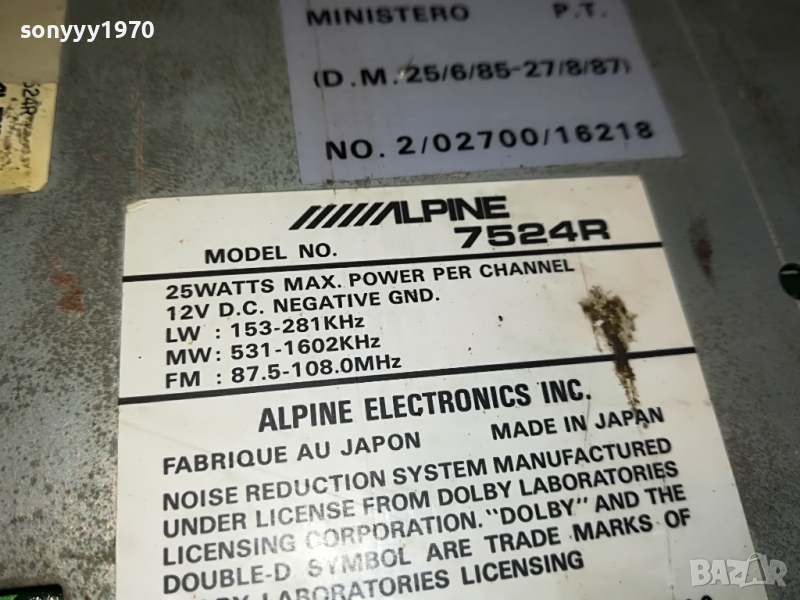 sonyyy1970
MINISTERO P.T.
(D.M. 25/6/85-27/8/87)
NO. 2/02700/16218
524R
ALPINE
MODEL NO. 7524R
25WATTS MAX. POWER PER CHANNEL
12V D.C. NEGATIVE GND.
LW : 153-281KHz
MW : 531-1602KHz
FM : 87.5-108.0MHz
ALPINE ELECTRONICS INC.
FABRIQUE AU JAPON MADE IN JAPAN
NOISE REDUCTION SYSTEM MANUFACTURED
UNDER LICENSE FROM DOLBY LABORATORIES
LICENSING CORPORATION. "DOLBY" AND THE
DOUBLE-D SYMBOL ARE TRADE MARKS OF
LABORATORIES LICENSING
bazar